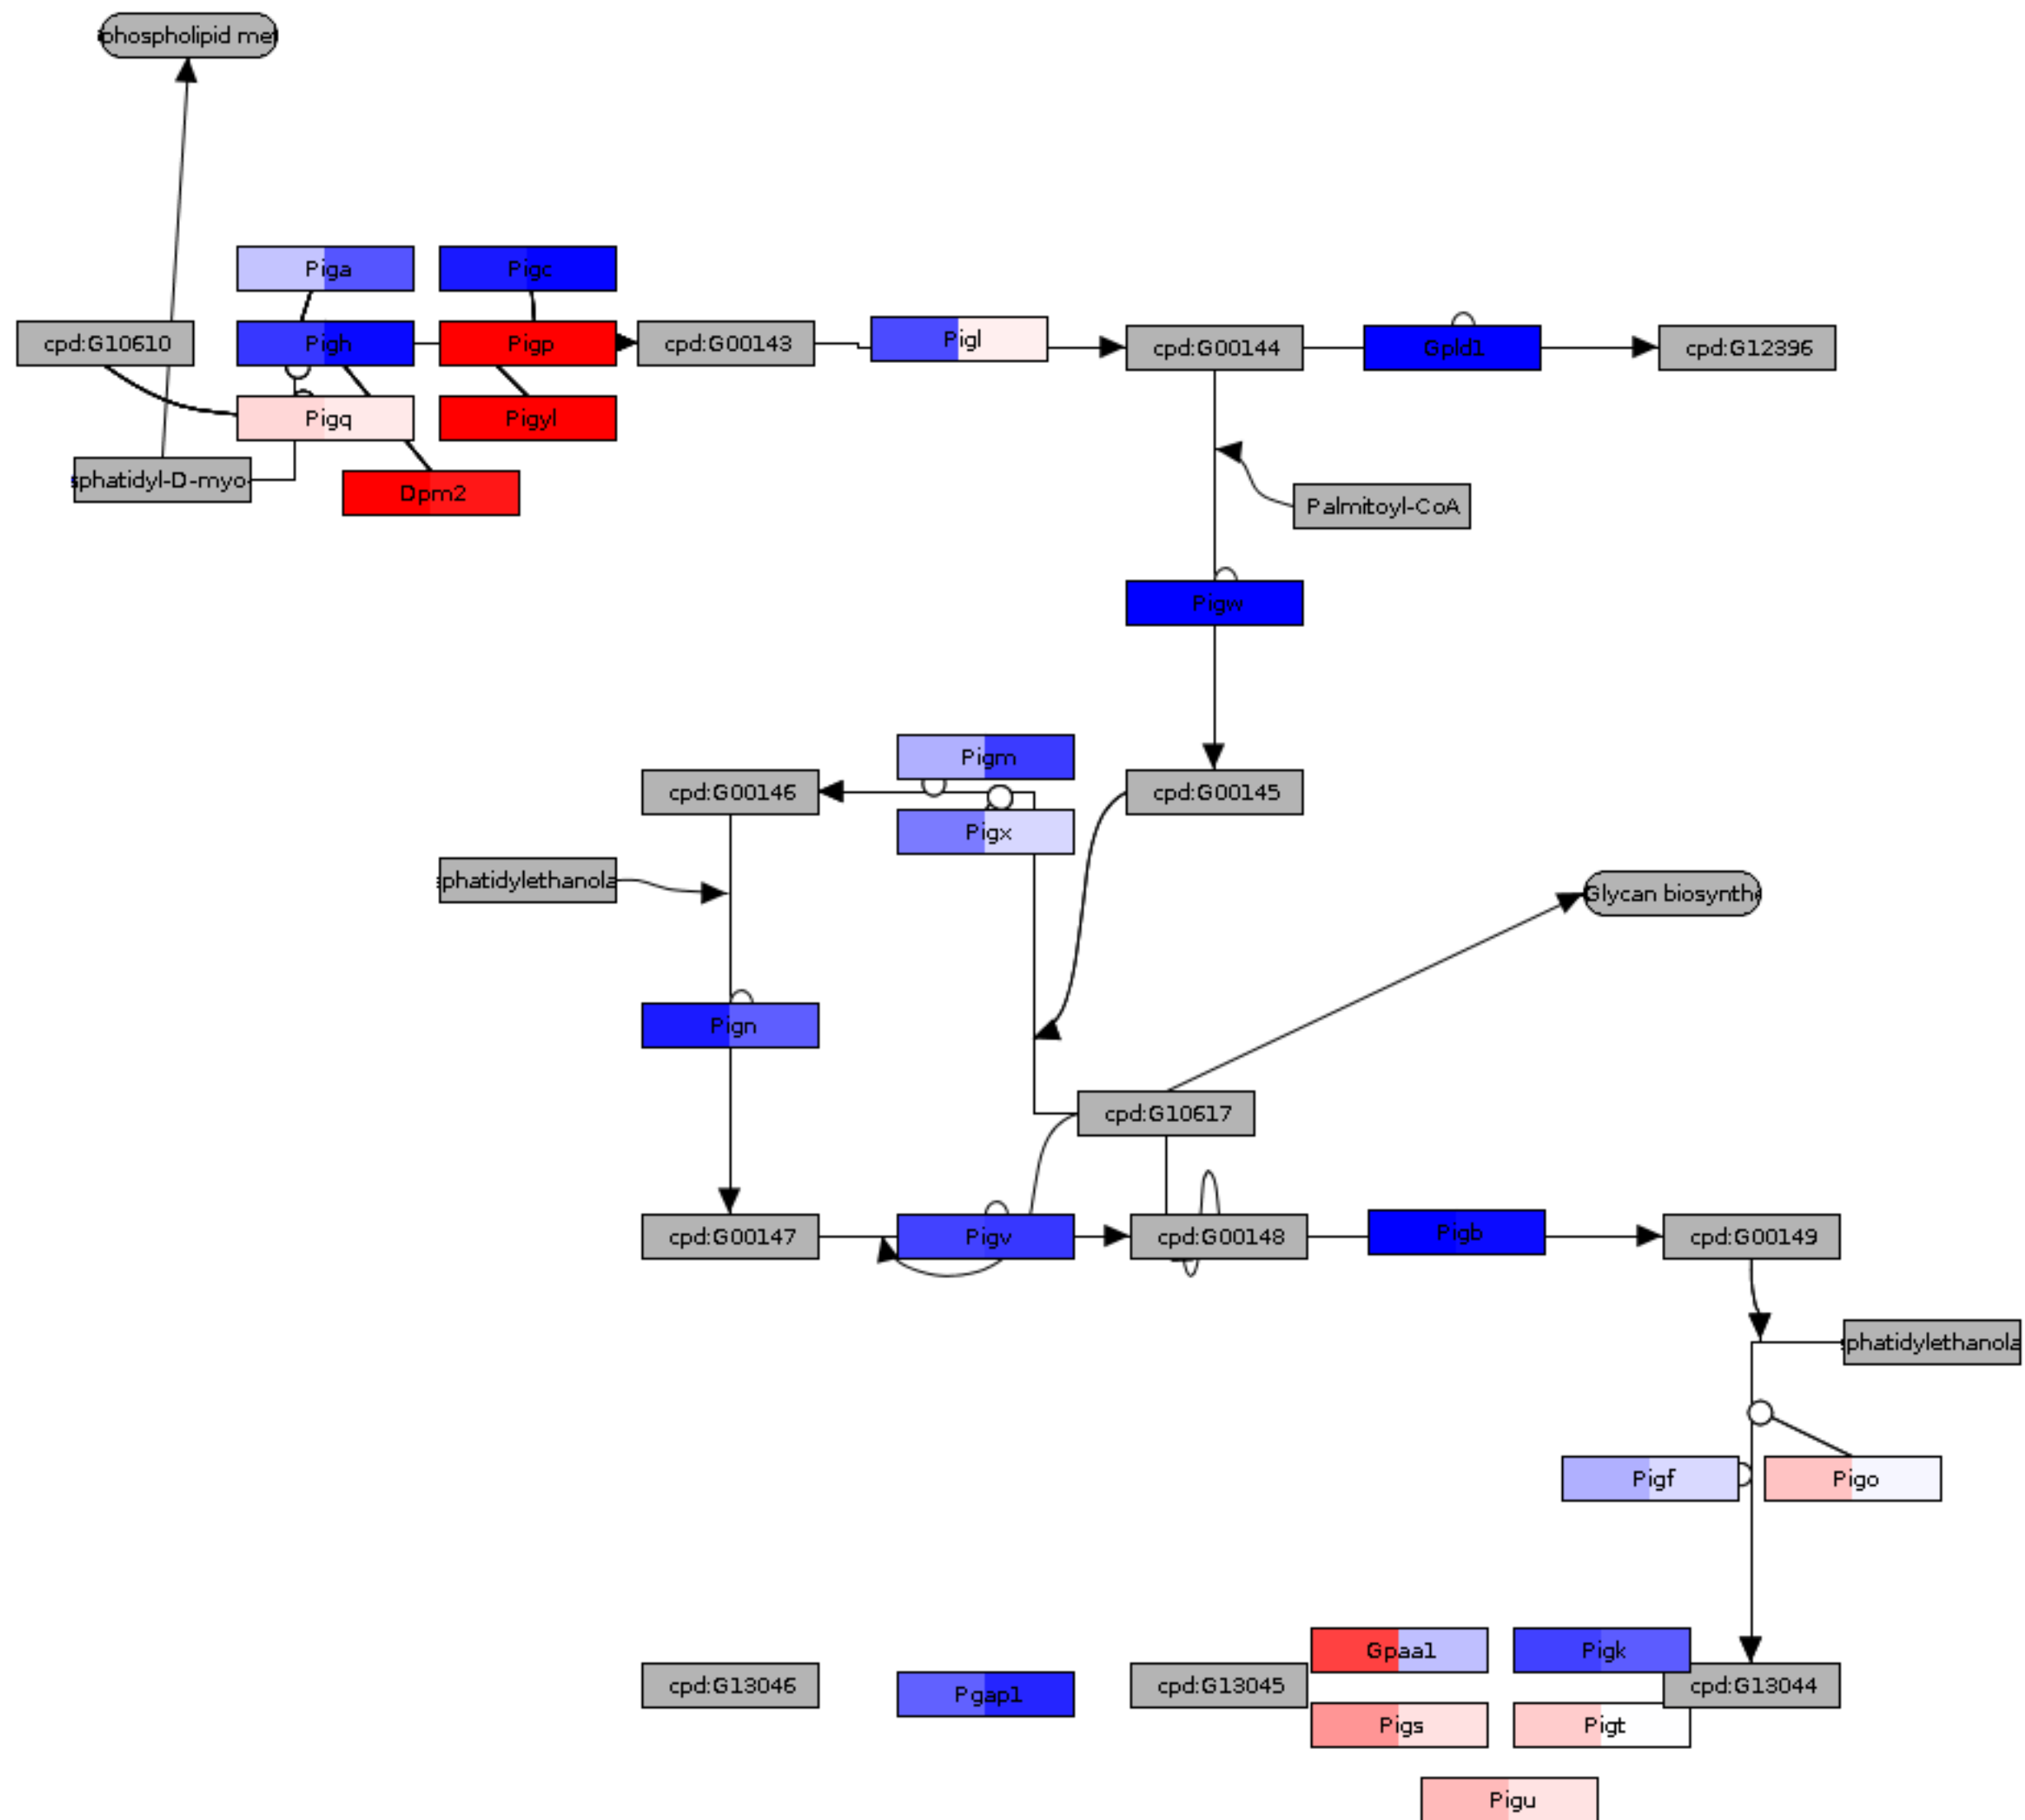 phospholipid met
Piga
Pigc
cpd:G10610
Pigh
Pigp
cpd:G00143
Pigl
cpd:G00144
Gpld1
cpd:G12396
Pigq
Pigyl
sphatidyl-D-myo-
Dpm2
Palmitoyl-CoA
Pigw
Pigm
cpd:G00146
cpd:G00145
Pigx
phatidylethanola
Glycan biosynthe
Pign
cpd:G10617
cpd:G00147
Pigv
cpd:G00148
Pigb
cpd:G00149
phatidylethanola
Pigf
Pigo
Gpaa1
Pigk
cpd:G13046
Pgap1
cpd:G13045
cpd:G13044
Pigs
Pigt
Pigu